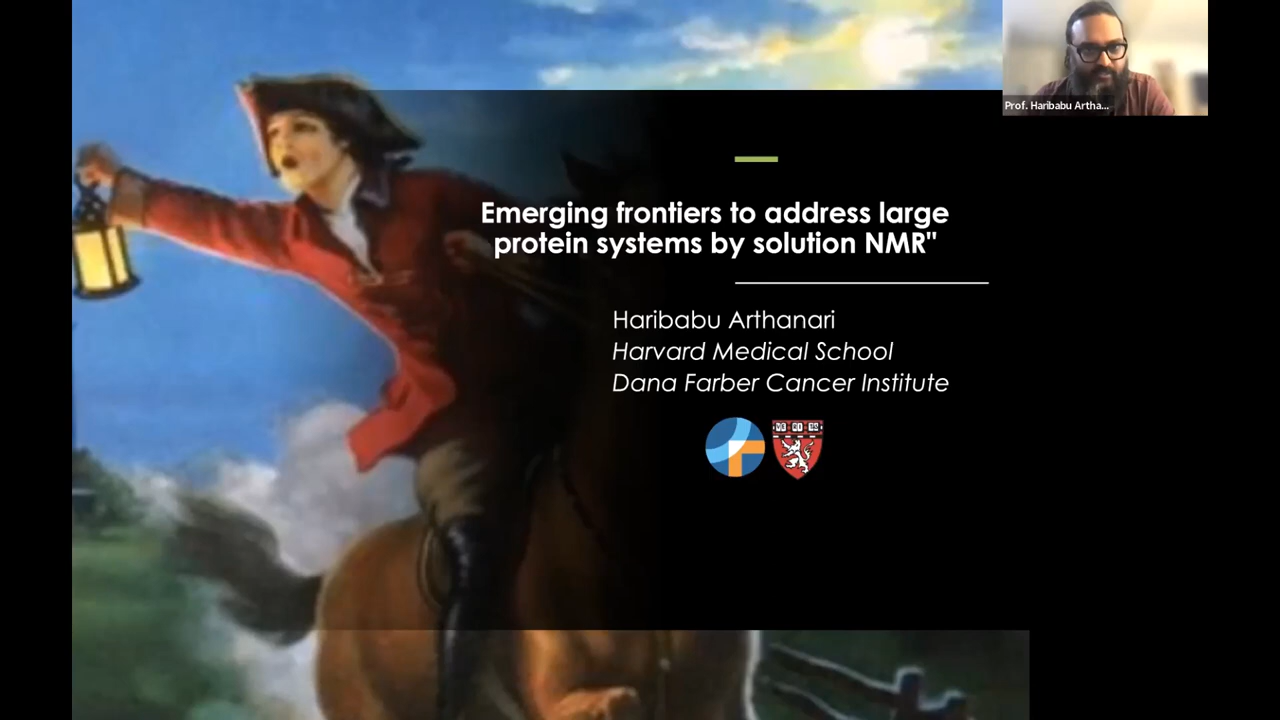 Prof. Haribabu Artha...
Emerging frontiers to address large
protein systems by solution NMR"
Haribabu Arthanari
Harvard Medical School
Dana Farber Cancer Institute